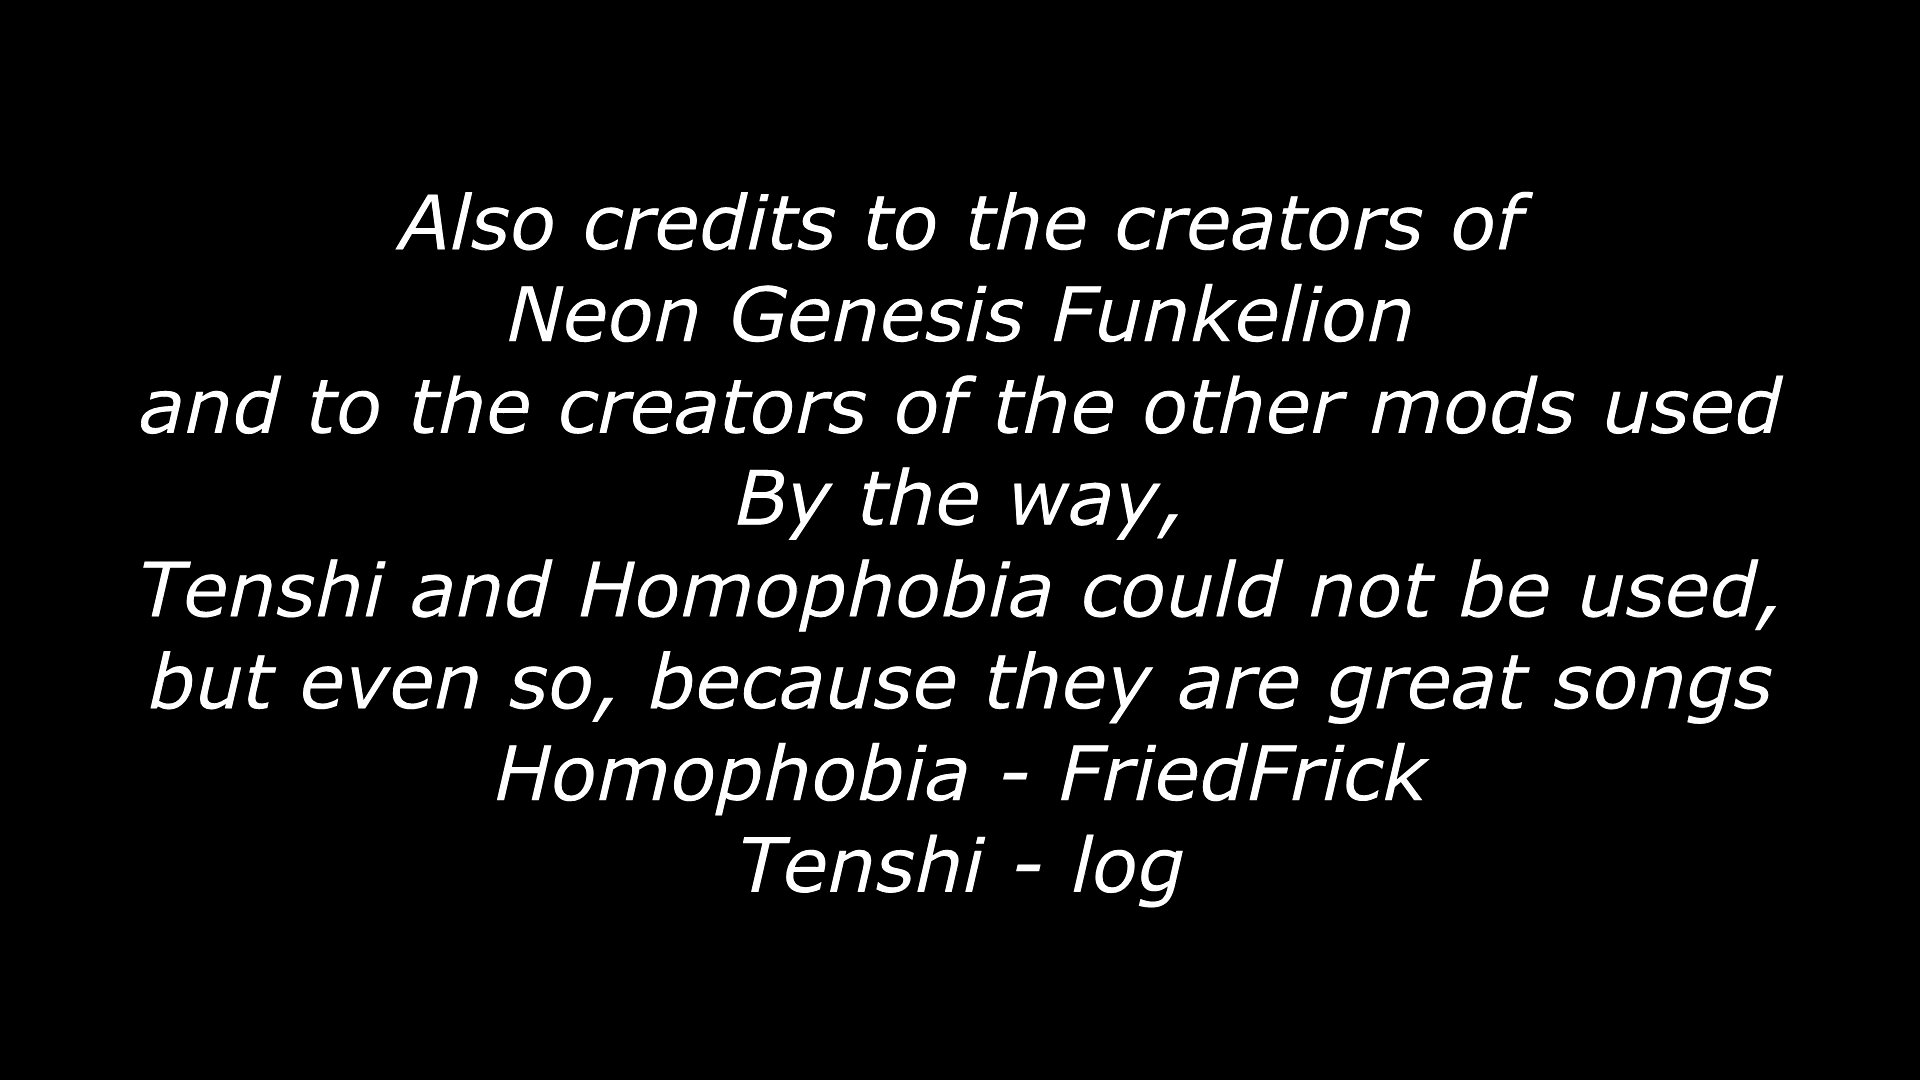 Also credits to the creators of
Neon Genesis Funkelion
and to the creators of the other mods used
By the way,
Tenshi and Homophobia could not be used,
but even so, because they are great songs
Homophobia - FriedFrick
Tenshi - log